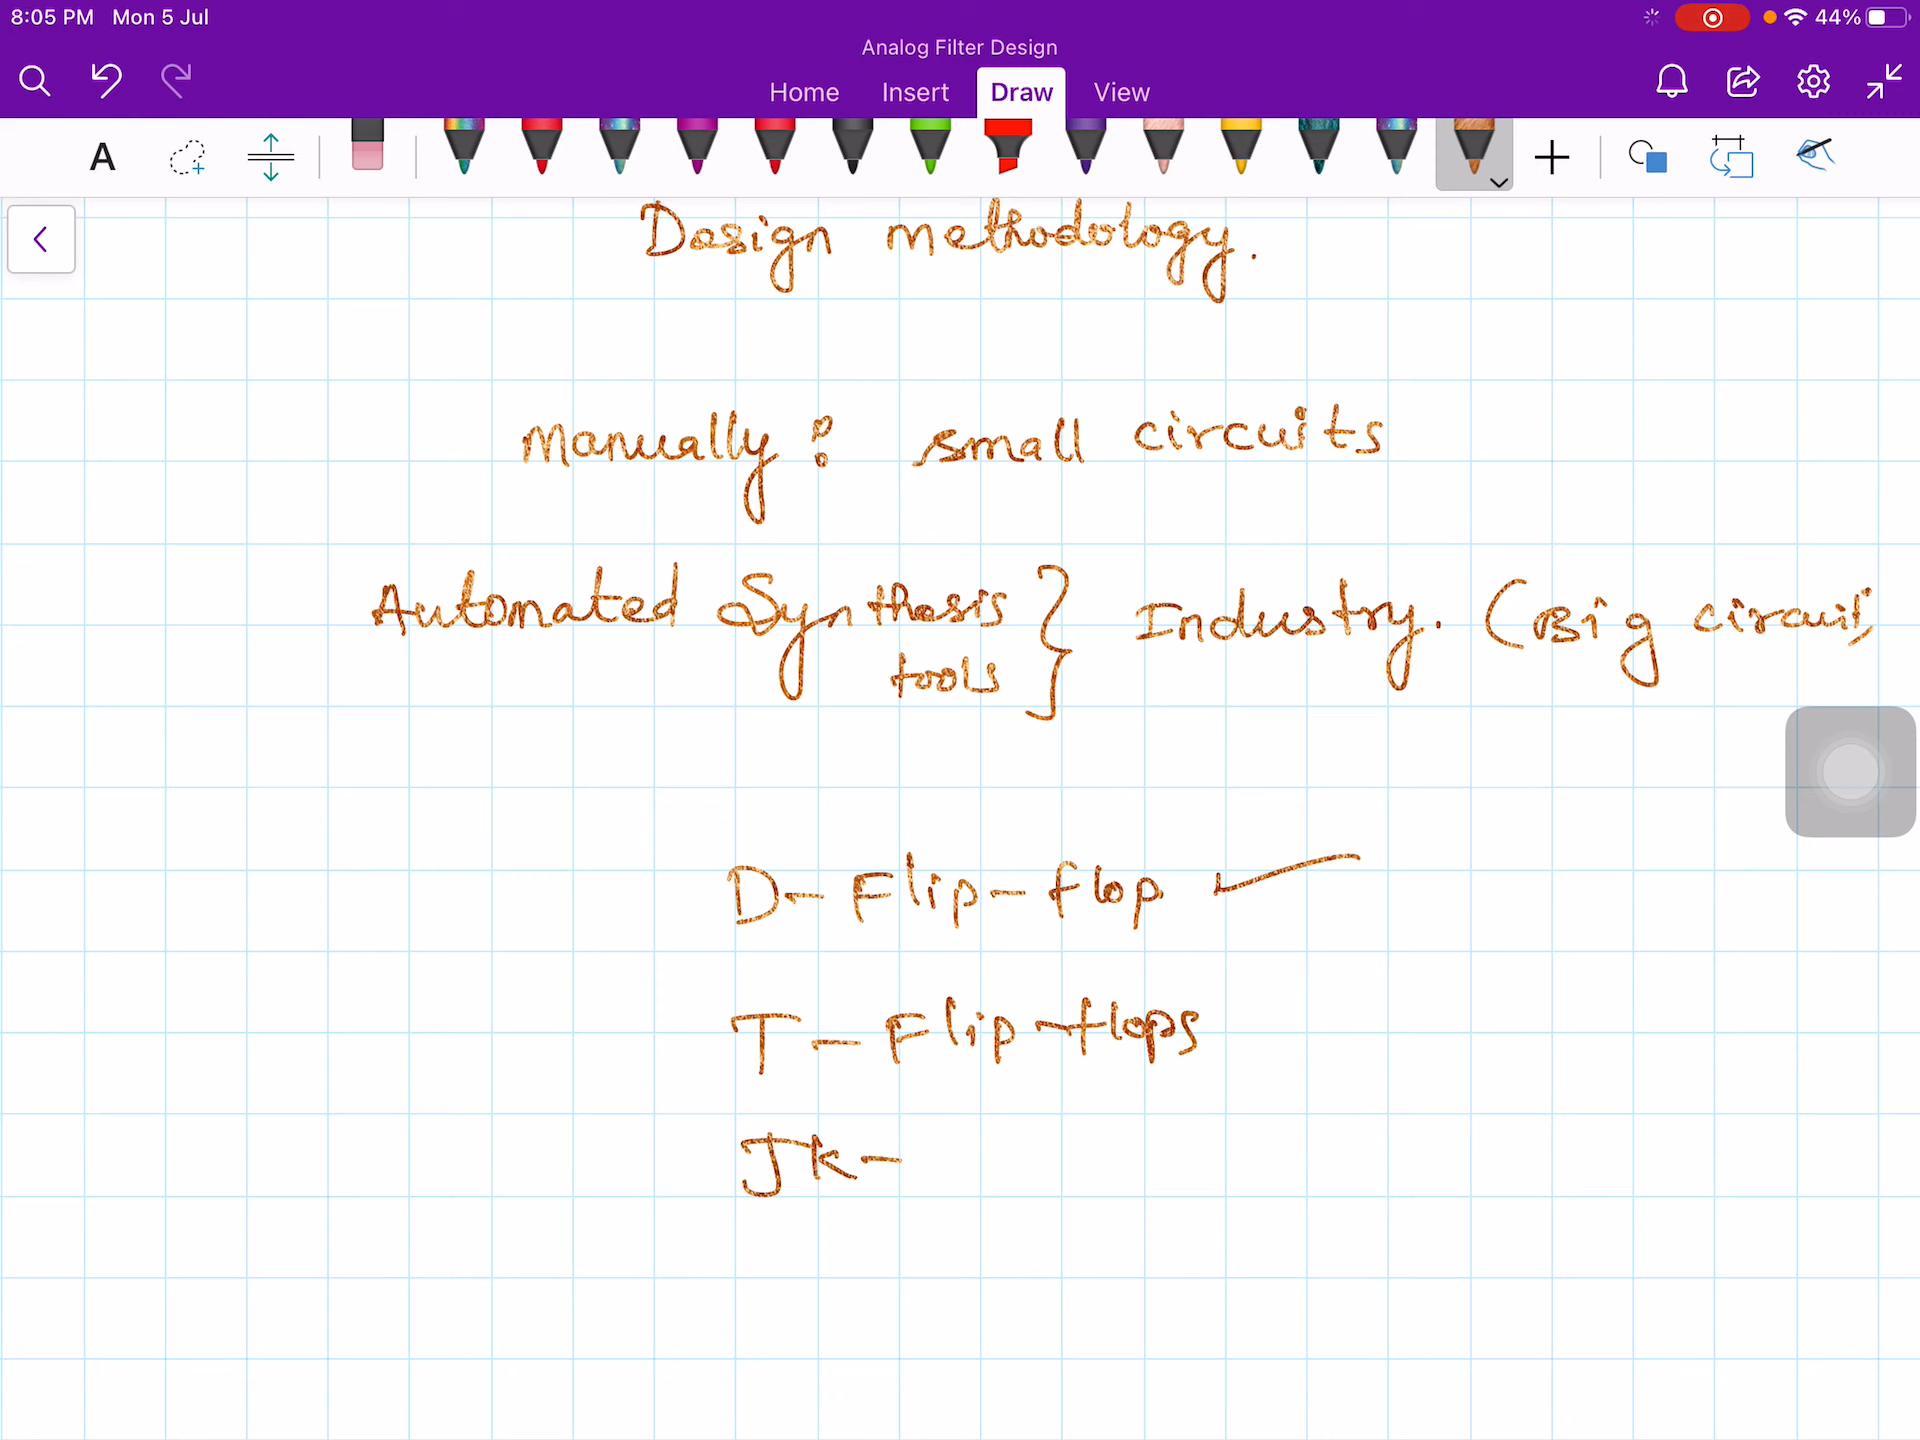 8:05 PM Mon 5 Jul 44%
Analog Filter Design
Home Insert Draw View
A
Design methodology.
Manually: small circuits
Automated Synthesis tools } Industry. (Big circuits
D-Flip-flop ✓
T-Flip-flops
JK-